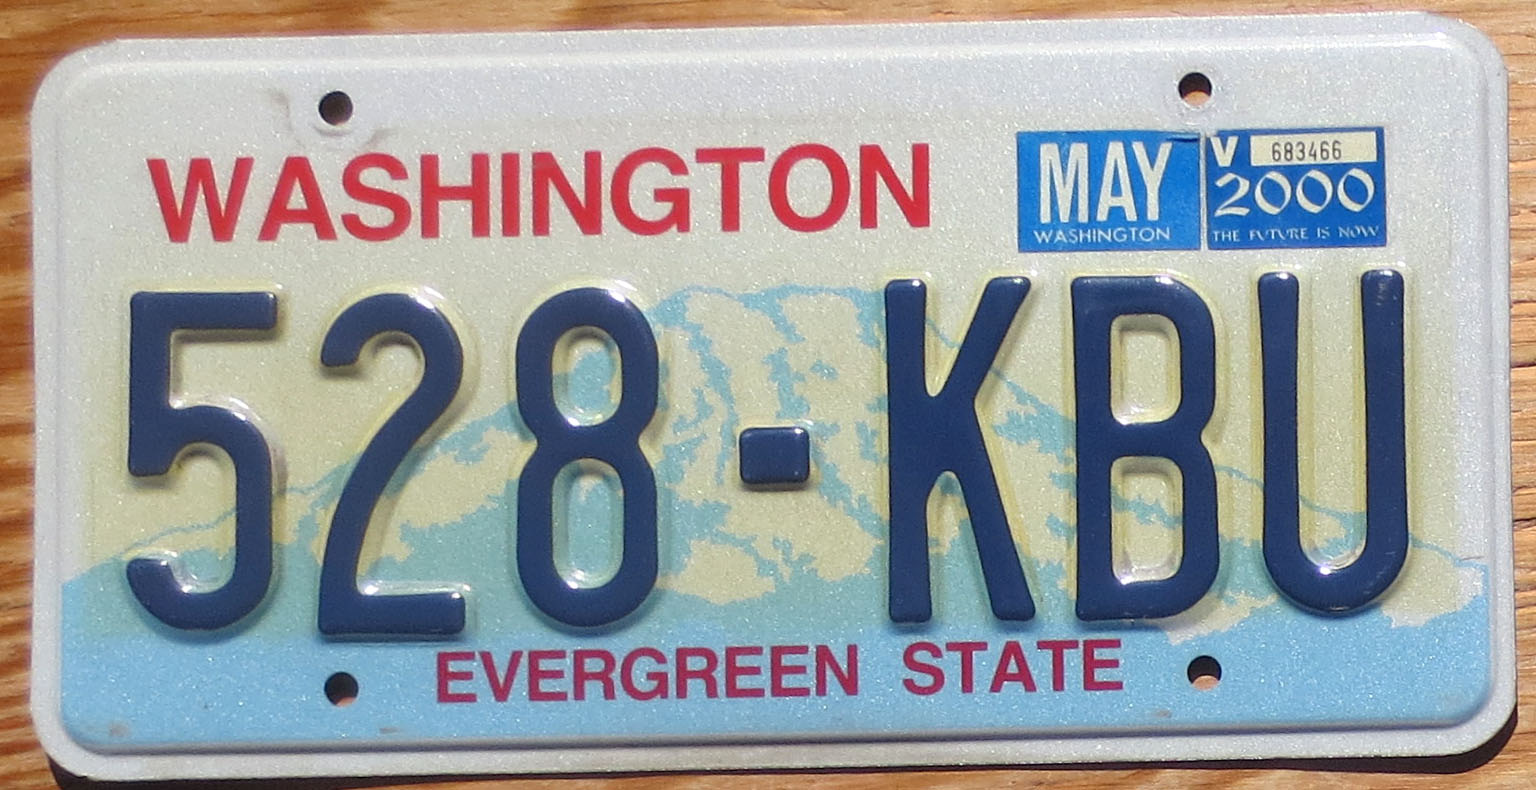 WASHINGTON
MAY
WASHINGTON
V 683466
2000
THE FUTURE IS NOW
528-KBU
EVERGREEN STATE